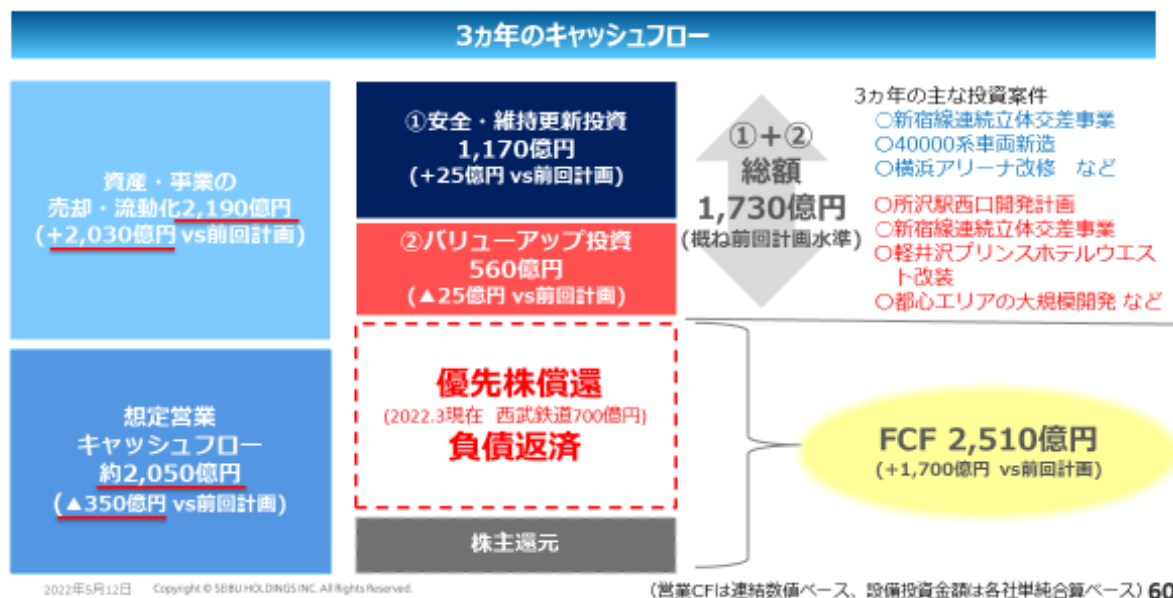 3ヵ年のキャッシュフロー
資産・事業の
売却・流動化2,190億円
(+2,030億円 vs前回計画)
想定営業
キャッシュフロー
約2,050億円
(▲350億円 vs前回計画)
①安全・維持更新投資
1,170億円
(+25億円 vs前回計画)
②バリューアップ投資
560億円
(▲25億円 vs前回計画)
優先株償還
(2022.3現在 西武鉄道700億円)
負債返済
株主還元
①+②
総額
1,730億円
(概ね前回計画水準)
3ヵ年の主な投資案件
○新宿線連続立体交差事業
○40000系車両新造
○横浜アリーナ改修 など
○所沢駅西口開発計画
○新宿線連続立体交差事業
○軽井沢プリンスホテルウエス
ト改装
○都心エリアの大規模開発 など
FCF 2,510億円
(+1,700億円 vs前回計画)
2022年5月12日 Copyright © SEIBU HOLDINGS INC. All Rights Reserved.
(営業CFは連結数値ベース、設備投資金額は各社単純合算ベース) 60